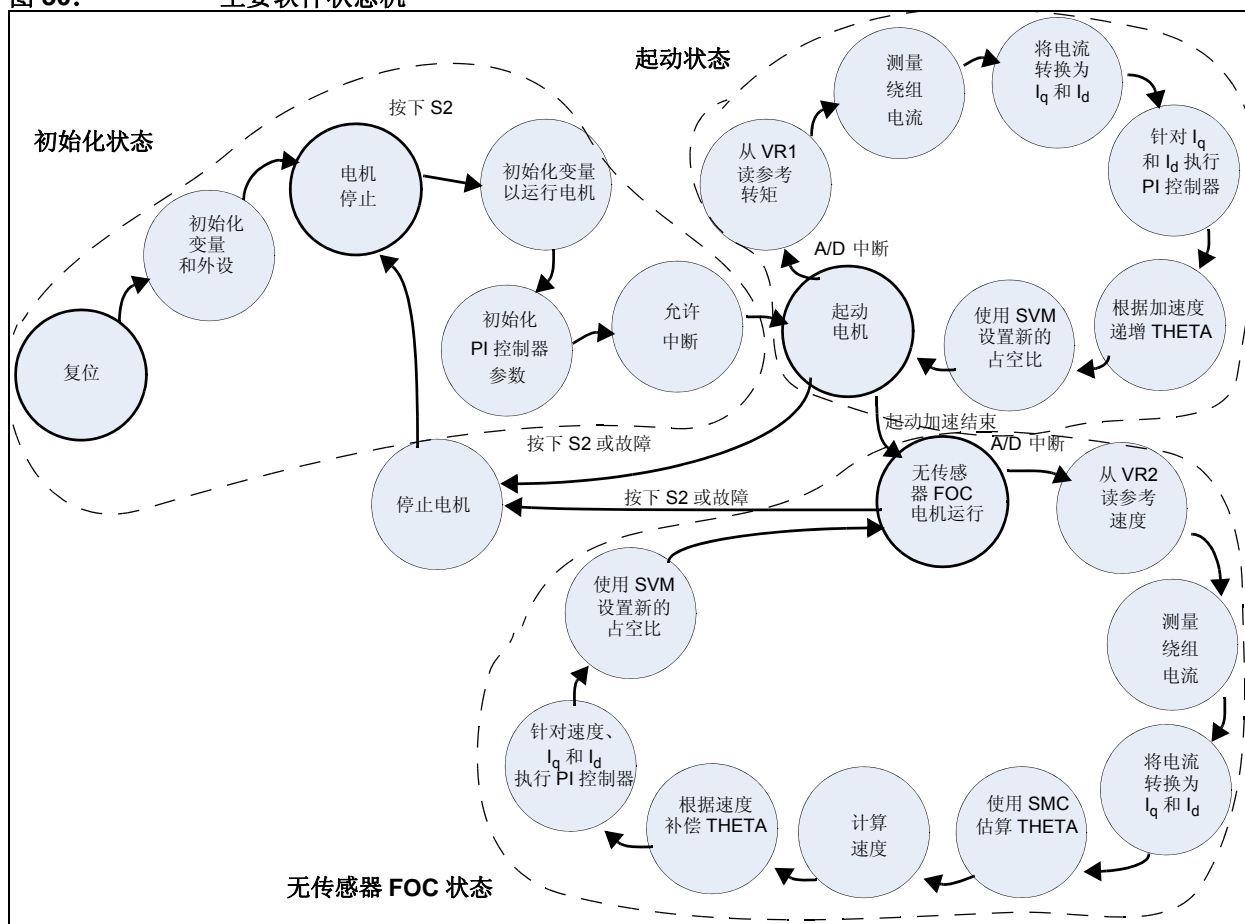 图 30： 主要软件状态机
起动状态
初始化状态
无传感器 FOC 状态
复位
初始化
变量
和外设
电机
停止
按下 S2
初始化变量
以运行电机
初始化
PI 控制器
参数
允许
中断
起动
电机
A/D 中断
从 VR1
读参考
转矩
测量
绕组
电流
将电流
转换为
Iq 和 Id
针对 Iq
和 Id 执行
PI 控制器
根据加速度
递增 THETA
使用 SVM
设置新的
占空比
起动加速结束
按下 S2 或故障
按下 S2 或故障
停止电机
无传感
器 FOC
电机运行
A/D 中断
从 VR2
读参考
速度
测量
绕组
电流
将电流
转换为
Iq 和 Id
使用 SMC
估算 THETA
计算
速度
根据速度
补偿 THETA
针对速度、
Iq 和 Id
执行 PI 控制器
使用 SVM
设置新的
占空比